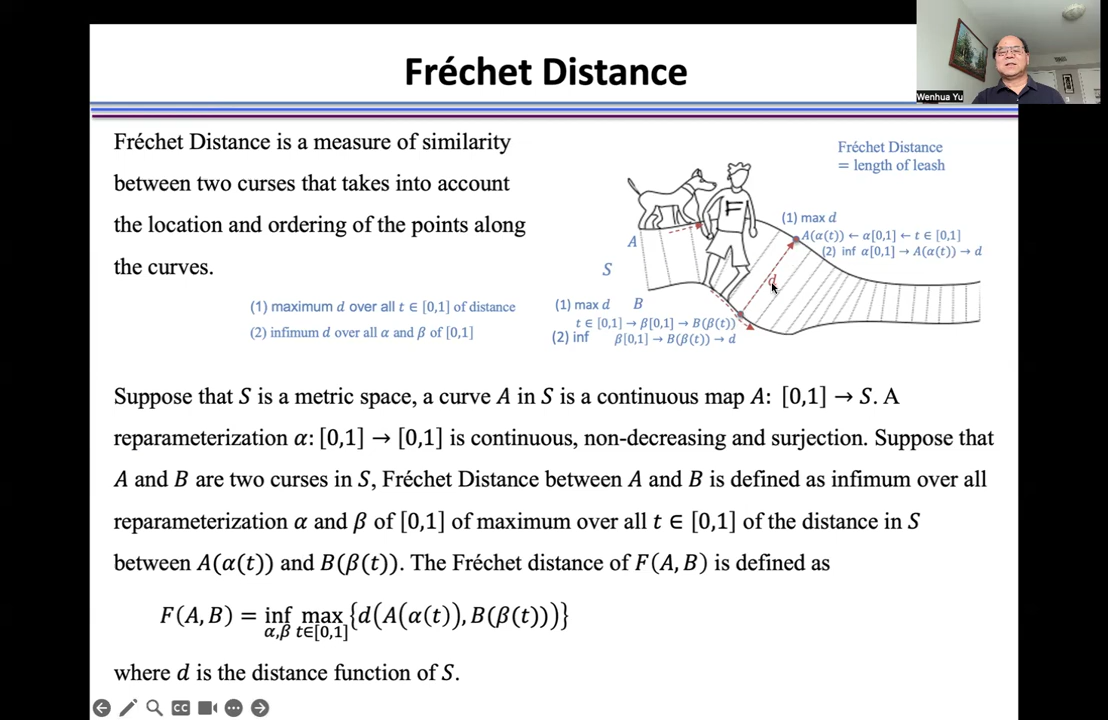 Fréchet Distance
Wenhua Yu
Fréchet Distance is a measure of similarity
between two curses that takes into account
the location and ordering of the points along
the curves.
(1) maximum d over all t ∈ [0,1] of distance
(2) infimum d over all α and β of [0,1]
Fréchet Distance
= length of leash
F
A
S
B
d
(1) max d
A(α(t)) ← α[0,1] ← t ∈ [0,1]
(2) inf α[0,1] → A(α(t)) → d
(1) max d
t ∈ [0,1] → β[0,1] → B(β(t))
(2) inf β[0,1] → B(β(t)) → d
Suppose that S is a metric space, a curve A in S is a continuous map A: [0,1] → S. A
reparameterization α: [0,1] → [0,1] is continuous, non-decreasing and surjection. Suppose that
A and B are two curses in S, Fréchet Distance between A and B is defined as infimum over all
reparameterization α and β of [0,1] of maximum over all t ∈ [0,1] of the distance in S
between A(α(t)) and B(β(t)). The Fréchet distance of F(A, B) is defined as
F(A, B) = inf max {d(A(α(t)), B(β(t)))}
α,β t∈[0,1]
where d is the distance function of S.
CC